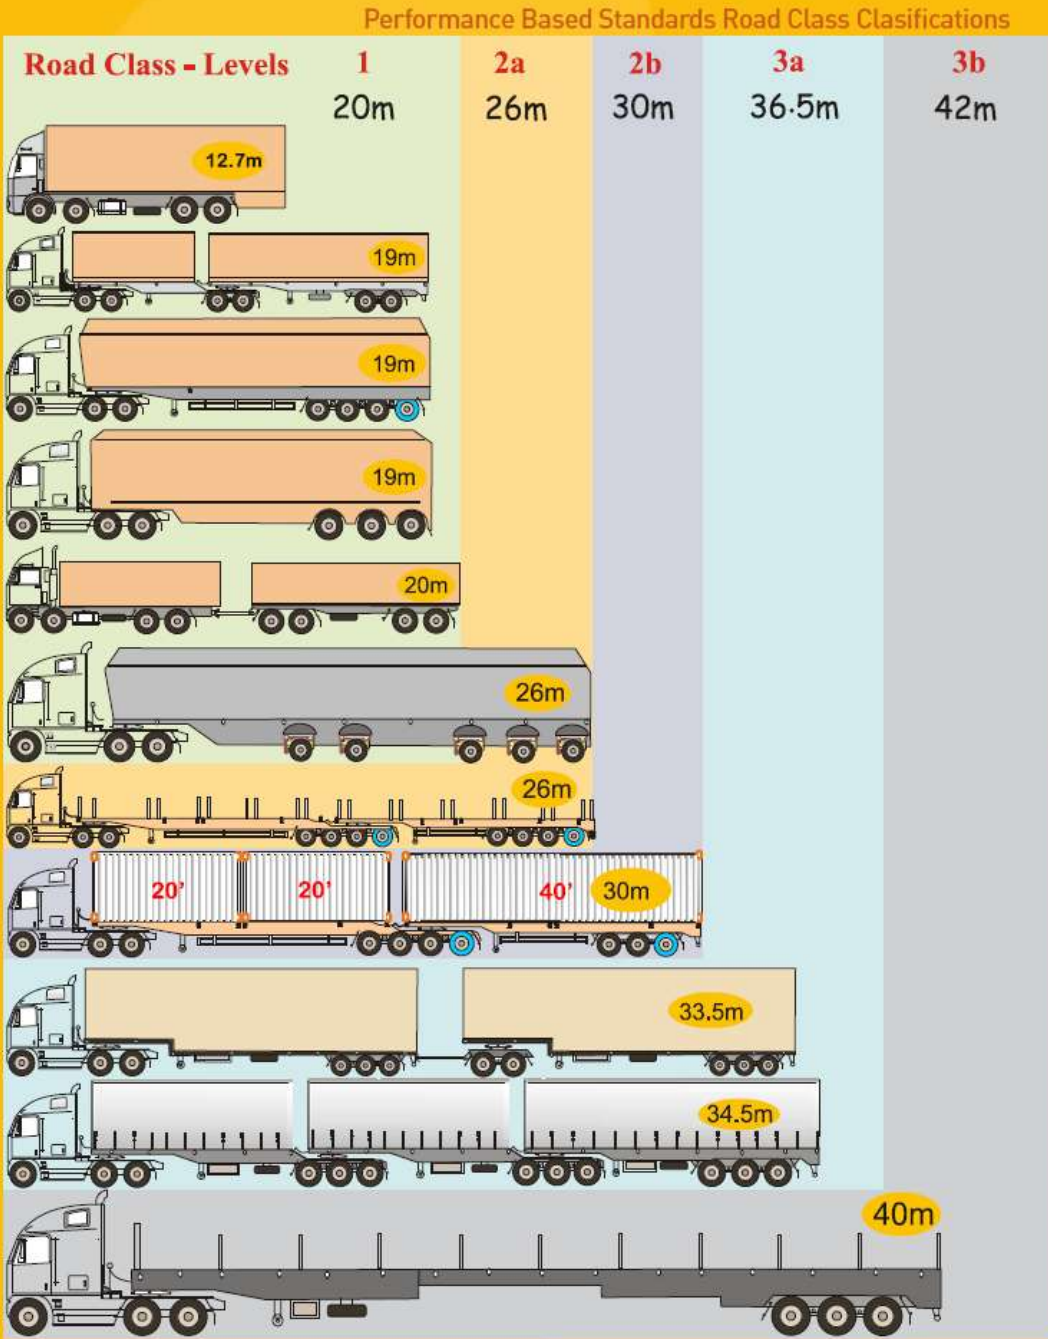 Performance Based Standards Road Class Clasifications
Road Class - Levels 1 2a 2b 3a 3b
20m 26m 30m 36.5m 42m
12.7m
19m
19m
19m
20m
26m
26m
20' 20' 40' 30m
33.5m
34.5m
40m